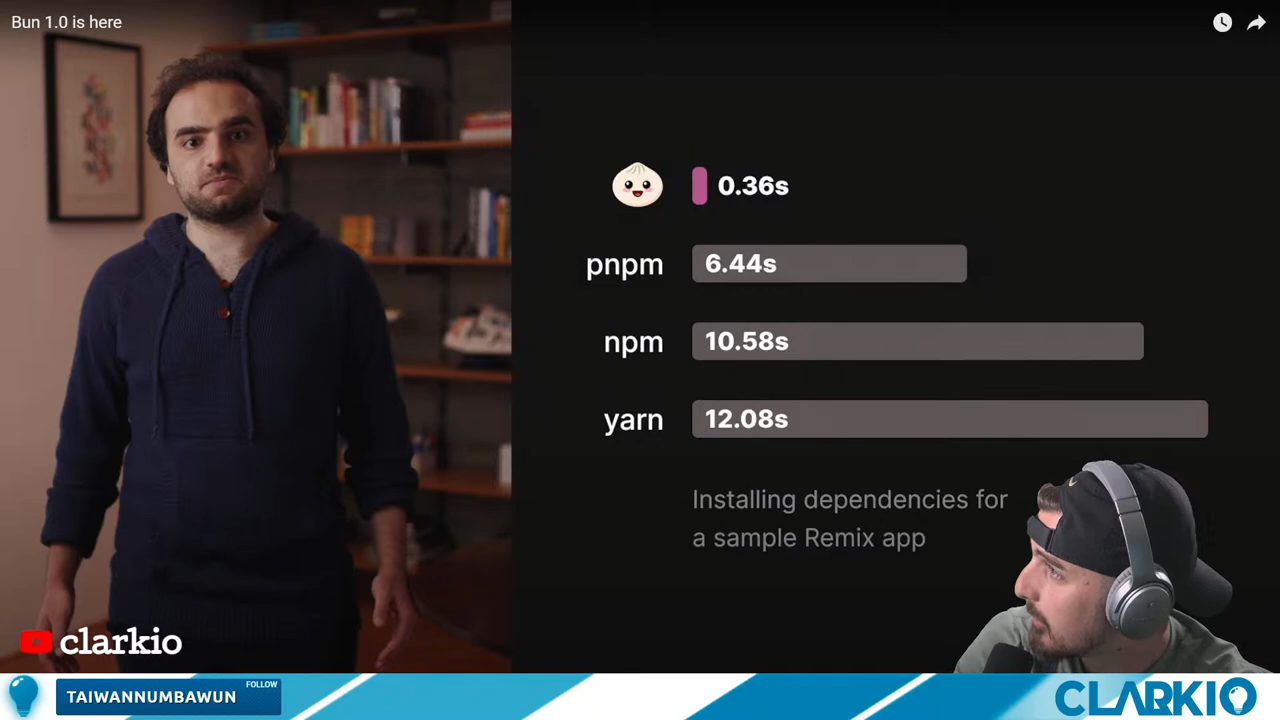 Bun 1.0 is here
0.36s
pnpm 6.44s
npm 10.58s
yarn 12.08s
Installing dependencies for
a sample Remix app
clarkio
TAIWANNUMBAWUN
FOLLOW
CLARKIO